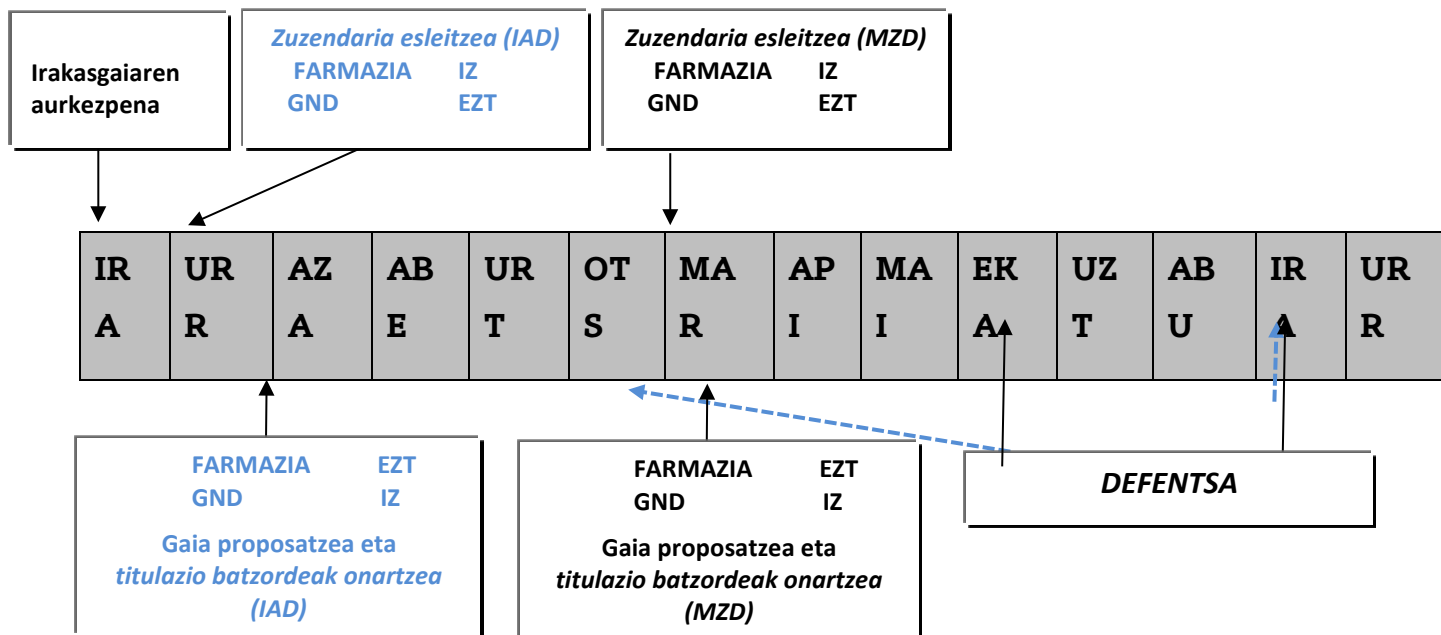 Irakasgaiaren
aurkezpena
Zuzendaria esleitzea (IAD)
FARMAZIA IZ
GND EZT
Zuzendaria esleitzea (MZD)
FARMAZIA IZ
GND EZT
IR UR AZ AB UR OT MA AP MA EK UZ AB IR UR
A R A E T S R I I A T U A R
FARMAZIA EZT
GND IZ
Gaia proposatzea eta
titulazio batzordeak onartzea
(IAD)
FARMAZIA EZT
GND IZ
Gaia proposatzea eta
titulazio batzordeak onartzea
(MZD)
DEFENTSA